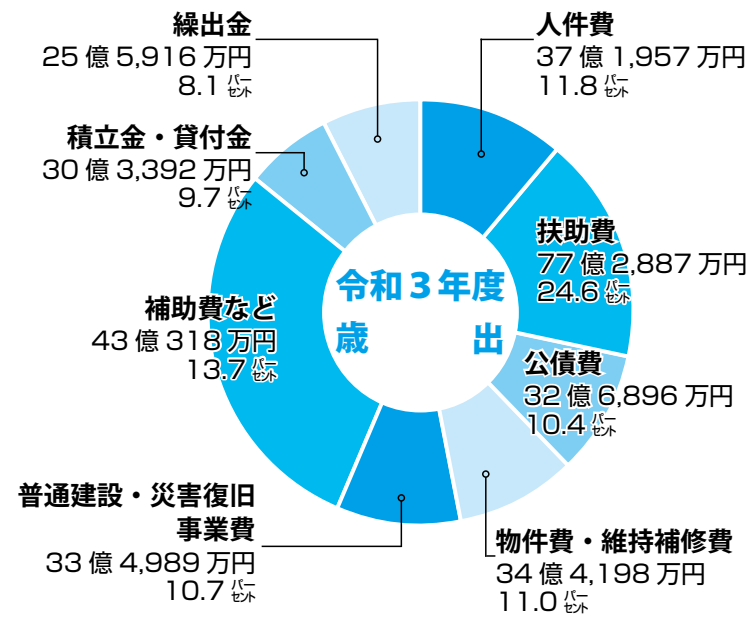 令和３年度
歳出
人件費
37億1,957万円
11.8パーセント
扶助費
77億2,887万円
24.6パーセント
公債費
32億6,896万円
10.4パーセント
物件費・維持補修費
34億4,198万円
11.0パーセント
普通建設・災害復旧
事業費
33億4,989万円
10.7パーセント
補助費など
43億318万円
13.7パーセント
積立金・貸付金
30億3,392万円
9.7パーセント
繰出金
25億5,916万円
8.1パーセント